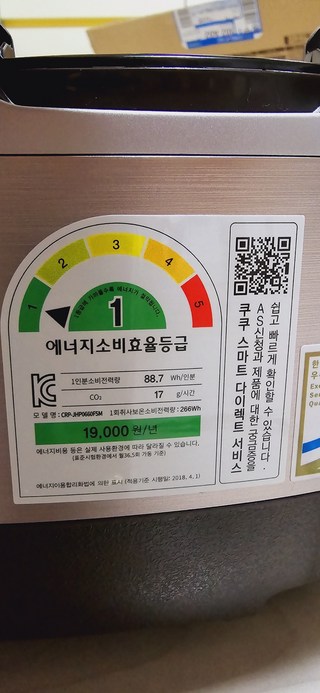 1
2
3
4
5
1
에너지소비효율등급
1인분소비전력량 88.7 Wh/인분
CO₂ 17 g/시간
모델명 : CRP-JHP0660FSM 1회취사보온소비전력량 : 266Wh
19,000 원/년
에너지비용 등은 실제 사용환경에 따라 달라질 수 있습니다.
에너지이용합리화법에 따른 표시 (적용기준 시행일: 2018. 4. 1)
쉽고 빠르게 확인할 수 있습니다.
AS신청과 제품에 대한 궁금증을
쿠쿠 스마트 다이렉트 서비스